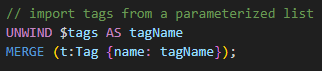 // import tags from a parameterized list
UNWIND $tags AS tagName
MERGE (t:Tag {name: tagName});